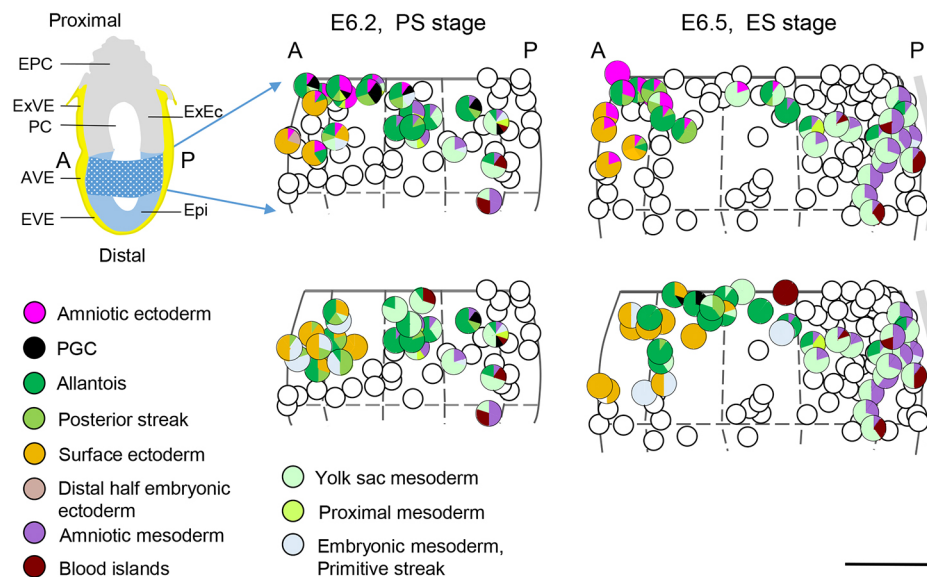 Proximal
EPC
ExVE
PC
ExEc
A
P
AVE
EVE
Epi
Distal
E6.2, PS stage
A
P
E6.5, ES stage
A
P
Amniotic ectoderm
PGC
Allantois
Posterior streak
Surface ectoderm
Distal half embryonic
ectoderm
Amniotic mesoderm
Blood islands
Yolk sac mesoderm
Proximal mesoderm
Embryonic mesoderm,
Primitive streak